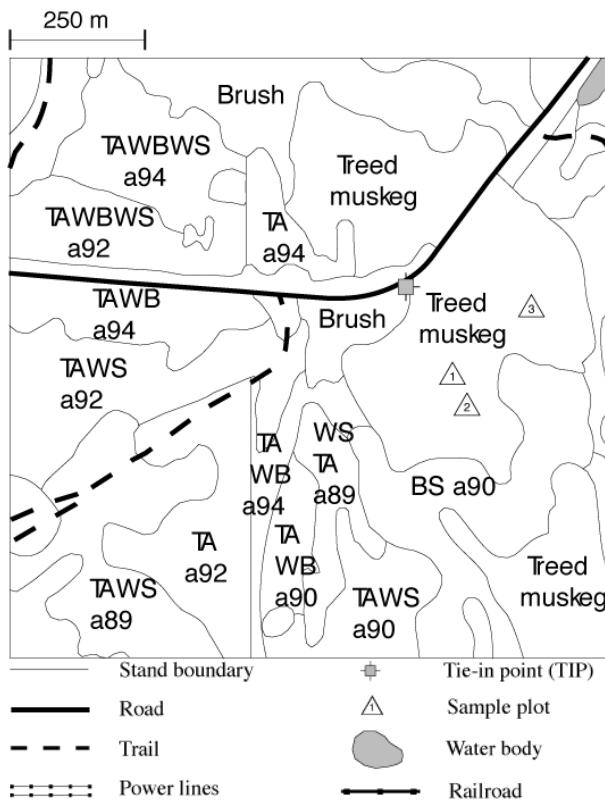 250 m
Brush
TAWBWS
a94
Treed
muskeg
TAWBWS
a92
TA
a94
TAWB
a94
Brush
Treed
muskeg
3
TAWS
a92
1
2
TA
WB
a94
WS
TA
a89
BS a90
TA
a92
TA
WB
a90
TAWS
a89
TAWS
a90
Treed
muskeg
Stand boundary
Tie-in point (TIP)
Road
1
Sample plot
Trail
Water body
Power lines
Railroad